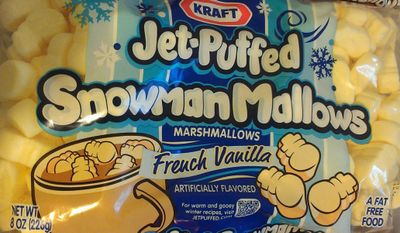 KRAFT
Jet-Puffed
SnowmanMallows
MARSHMALLOWS
French Vanilla
ARTIFICIALLY FLAVORED
For warm and gooey
winter recipes, visit
JETPUFFED
NET WT
8 OZ (226g)
A FAT
FREE
FOOD